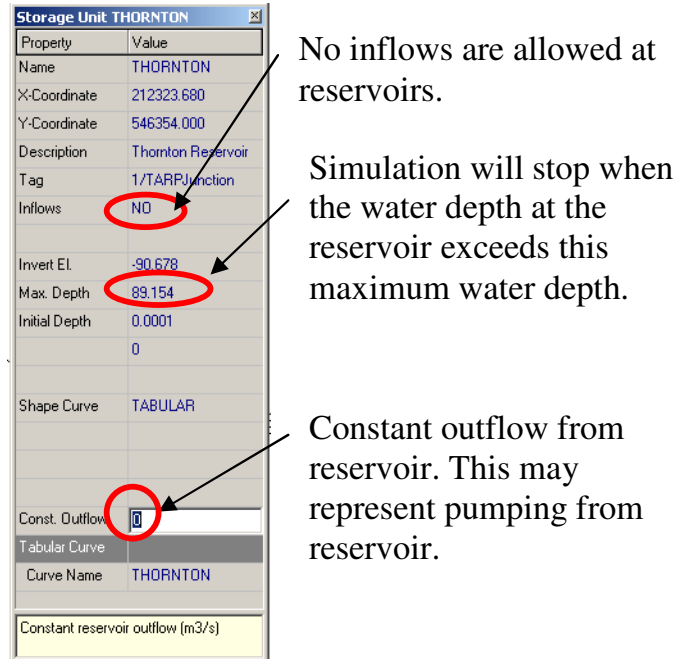 Storage Unit THORNTON
Property Value
Name THORNTON
X-Coordinate 212323.680
Y-Coordinate 546354.000
Description Thornton Reservoir
Tag 1/TARPJunction
Inflows NO
Invert El. -90.678
Max. Depth 89.154
Initial Depth 0.0001
0
Shape Curve TABULAR
Const. Outflow 0
Tabular Curve
Curve Name THORNTON
Constant reservoir outflow (m3/s)
No inflows are allowed at
reservoirs.
Simulation will stop when
the water depth at the
reservoir exceeds this
maximum water depth.
Constant outflow from
reservoir. This may
represent pumping from
reservoir.